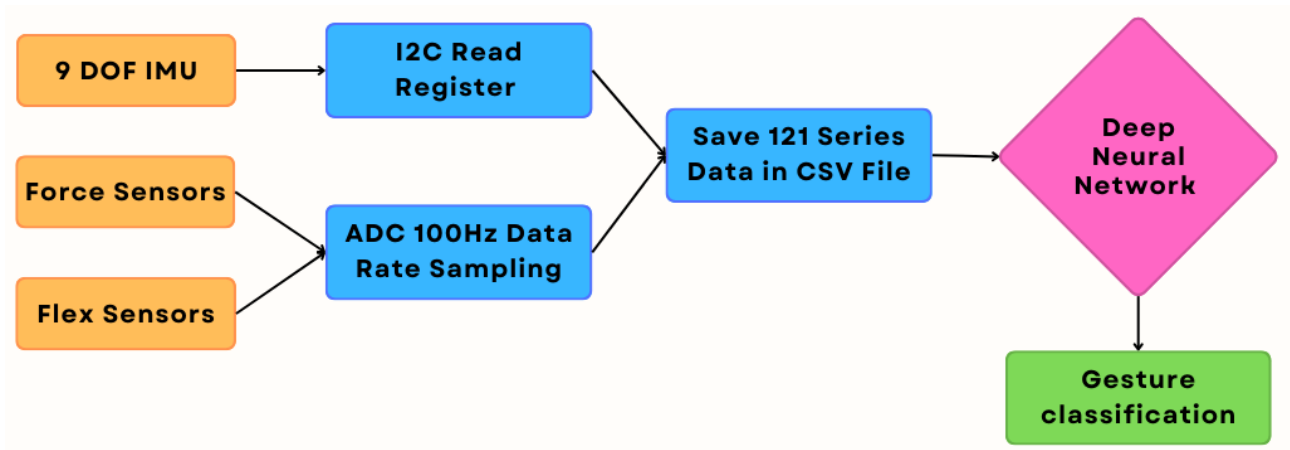 9 DOF IMU
I2C Read
Register
Force Sensors
ADC 100Hz Data
Rate Sampling
Flex Sensors
Save 121 Series
Data in CSV File
Deep
Neural
Network
Gesture
classification